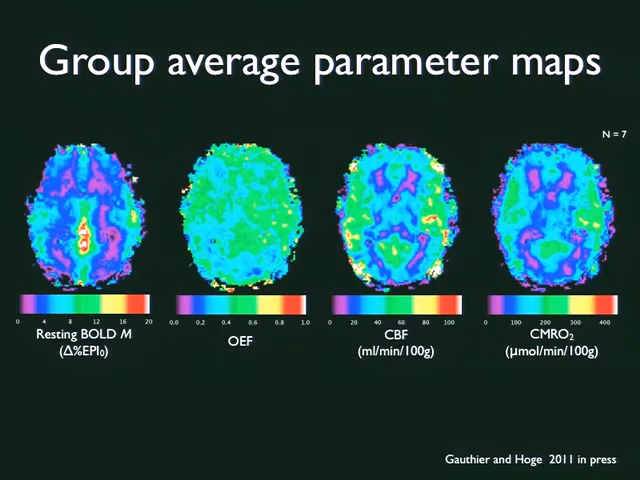 Group average parameter maps
N = 7
0 4 8 12 16 20
0.0 0.2 0.4 0.6 0.8 1.0
0 20 40 60 80 100
0 100 200 300 400
Resting BOLD M
(Δ%EPI₀)
OEF
CBF
(ml/min/100g)
CMRO₂
(μmol/min/100g)
Gauthier and Hoge 2011 in press